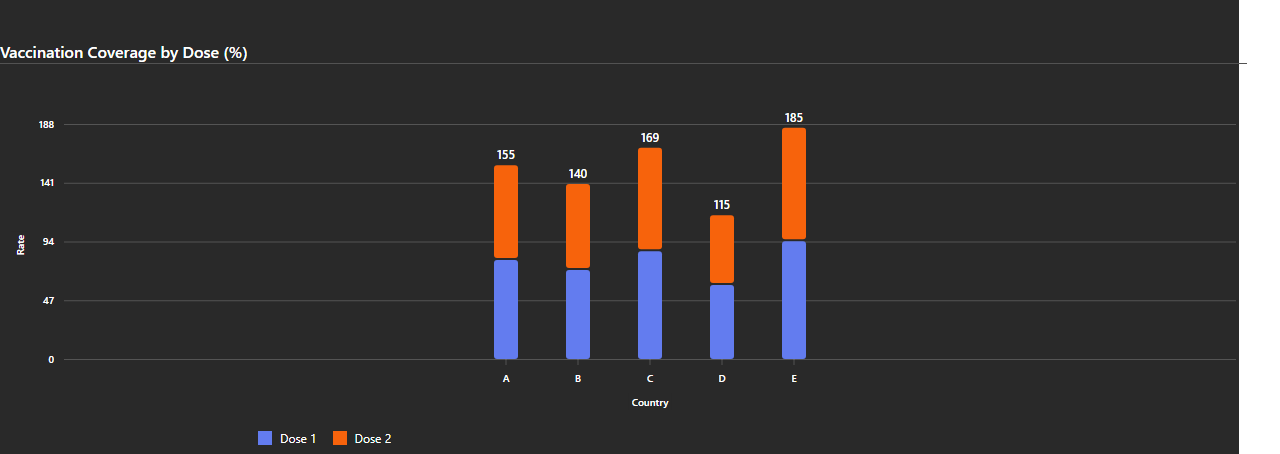 Vaccination Coverage by Dose (%)
188
141
94
47
0
Rate
155
140
169
115
185
A B C D E
Country
Dose 1 Dose 2